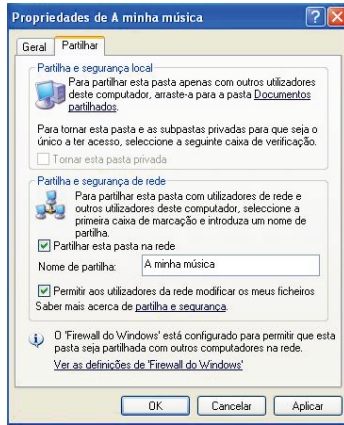 Propriedades de A minha música
Geral
Partilhar
Partilha e segurança local
Para partilhar esta pasta apenas com outros utilizadores
deste computador, arraste-a para a pasta Documentos
partilhados.
Para tornar esta pasta e as subpastas privadas para que seja o
único a ter acesso, seleccione a seguinte caixa de verificação.
Tornar esta pasta privada
Partilha e segurança de rede
Para partilhar esta pasta com utilizadores de rede e
outros utilizadores deste computador, seleccione a
primeira caixa de marcação e introduza um nome de
partilha.
Partilhar esta pasta na rede
Nome de partilha: A minha música
Permitir aos utilizadores da rede modificar os meus ficheiros
Saber mais acerca de partilha e segurança.
O 'Firewall do Windows' está configurado para permitir que esta
pasta seja partilhada com outros computadores na rede.
Ver as definições de 'Firewall do Windows'
OK
Cancelar
Aplicar